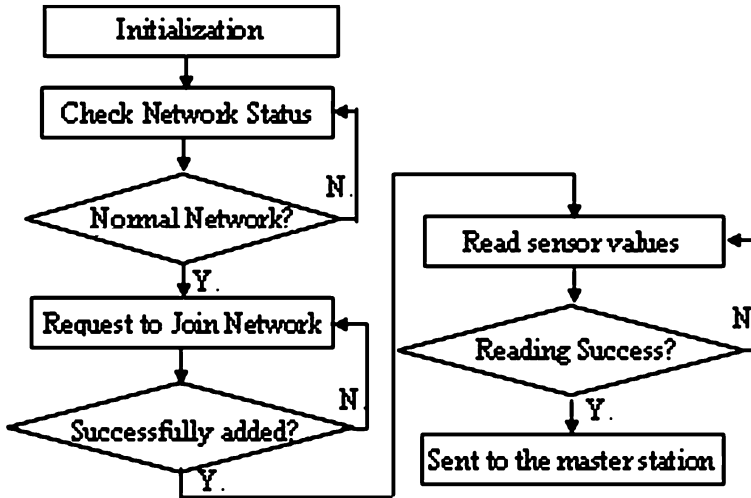 Initialization
Check Network Status
N.
Normal Network?
Y.
Request to Join Network
N.
Successfully added?
Y.
Read sensor values
N
Reading Success?
Y.
Sent to the master station